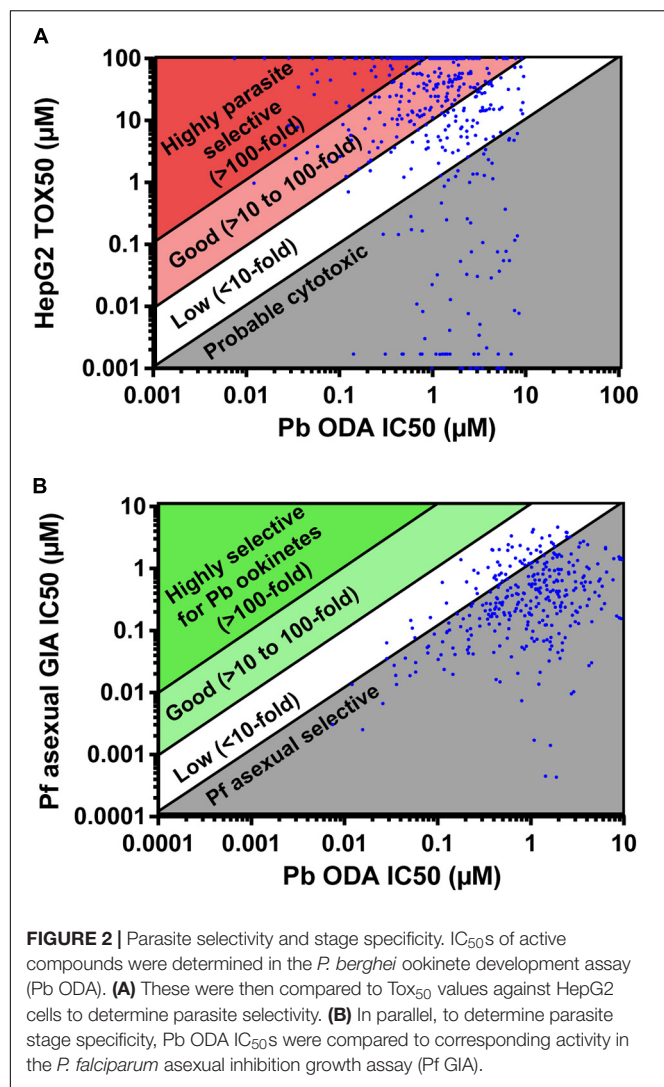 A
HepG2 TOX50 (µM)
100
10
1
0.1
0.01
0.001
Highly parasite
selective
(>100-fold)
Good (>10 to 100-fold)
Low (<10-fold)
Probable cytotoxic
0.001 0.01 0.1 1 10 100
Pb ODA IC50 (µM)
B
Pf asexual GIA IC50 (µM)
10
1
0.1
0.01
0.001
0.0001
Highly selective
for Pb ookinetes
(>100-fold)
Good (>10 to 100-fold)
Low (<10-fold)
Pf asexual selective
0.0001 0.001 0.01 0.1 1 10
Pb ODA IC50 (µM)
FIGURE 2 | Parasite selectivity and stage specificity. IC50s of active
compounds were determined in the P. berghei ookinete development assay
(Pb ODA). (A) These were then compared to Tox50 values against HepG2
cells to determine parasite selectivity. (B) In parallel, to determine parasite
stage specificity, Pb ODA IC50s were compared to corresponding activity in
the P. falciparum asexual inhibition growth assay (Pf GIA).